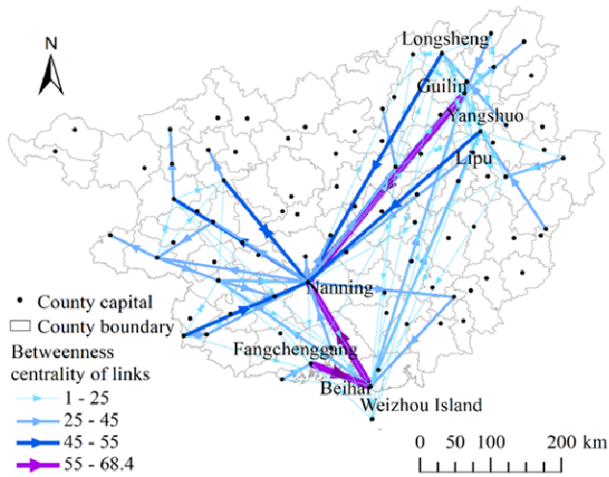 N
Longsheng
Guilin
Yangshuo
Lipu
Nanning
County capital
County boundary
Betweenness
centrality of links
1 - 25
25 - 45
45 - 55
55 - 68.4
Fangchenggang
Beihai
Weizhou Island
0 50 100 200 km